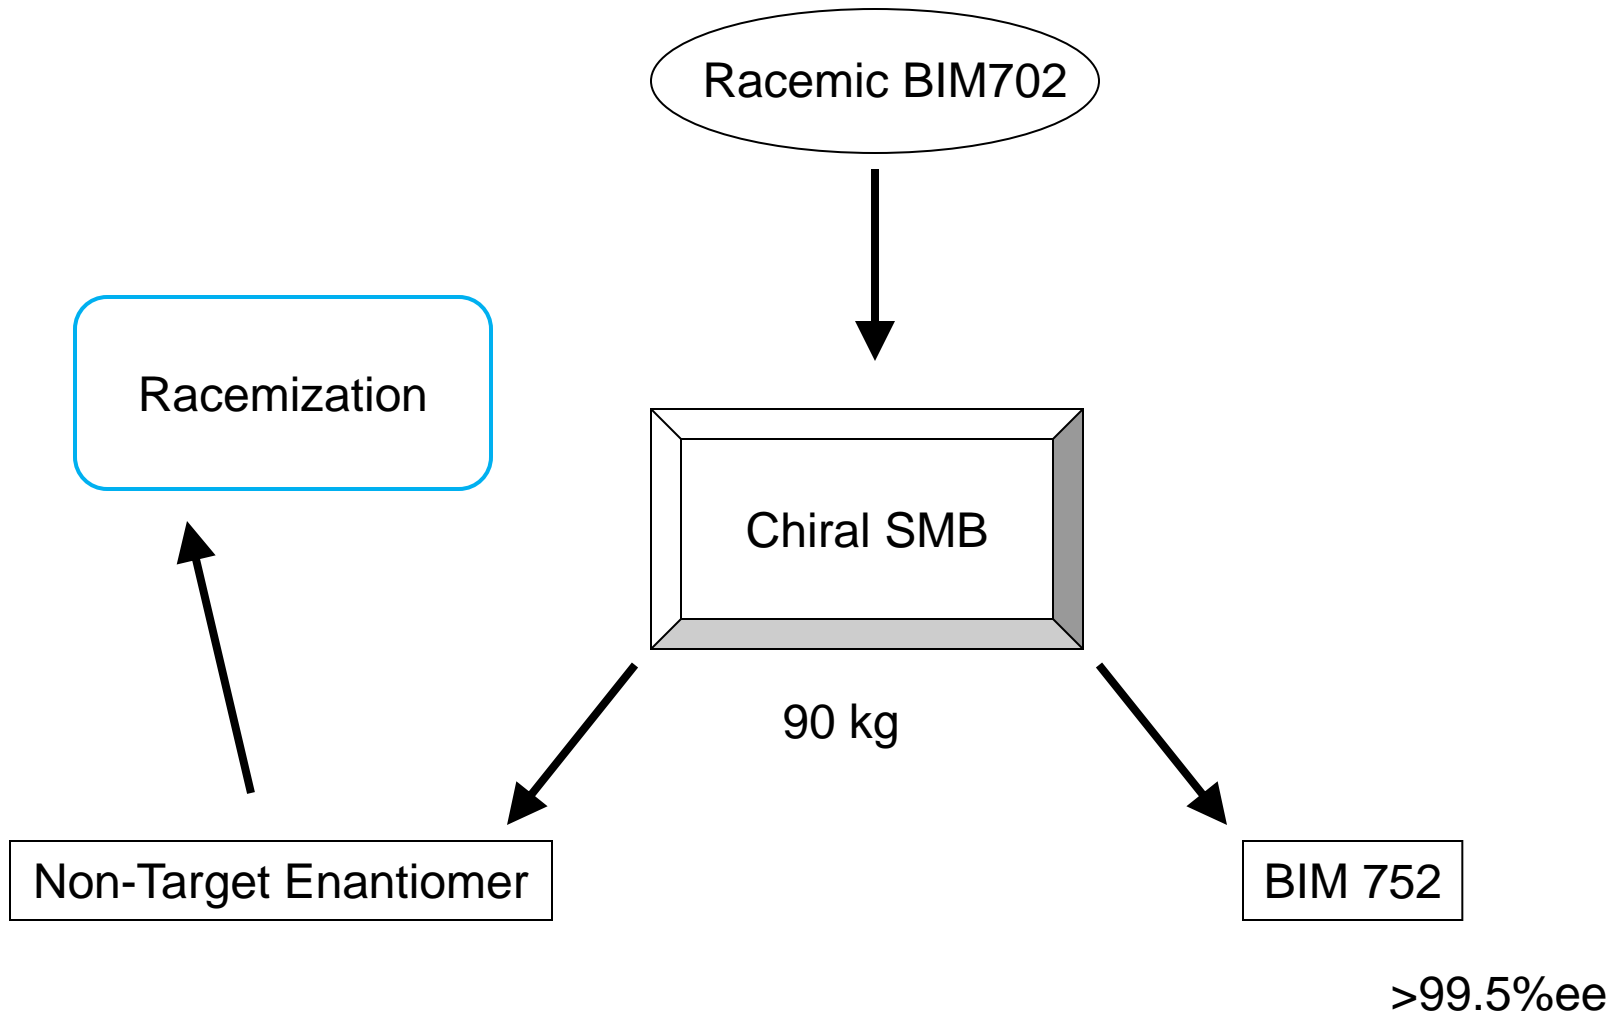 Racemic BIM702
Racemization
Chiral SMB
90 kg
Non-Target Enantiomer
BIM 752
>99.5%ee